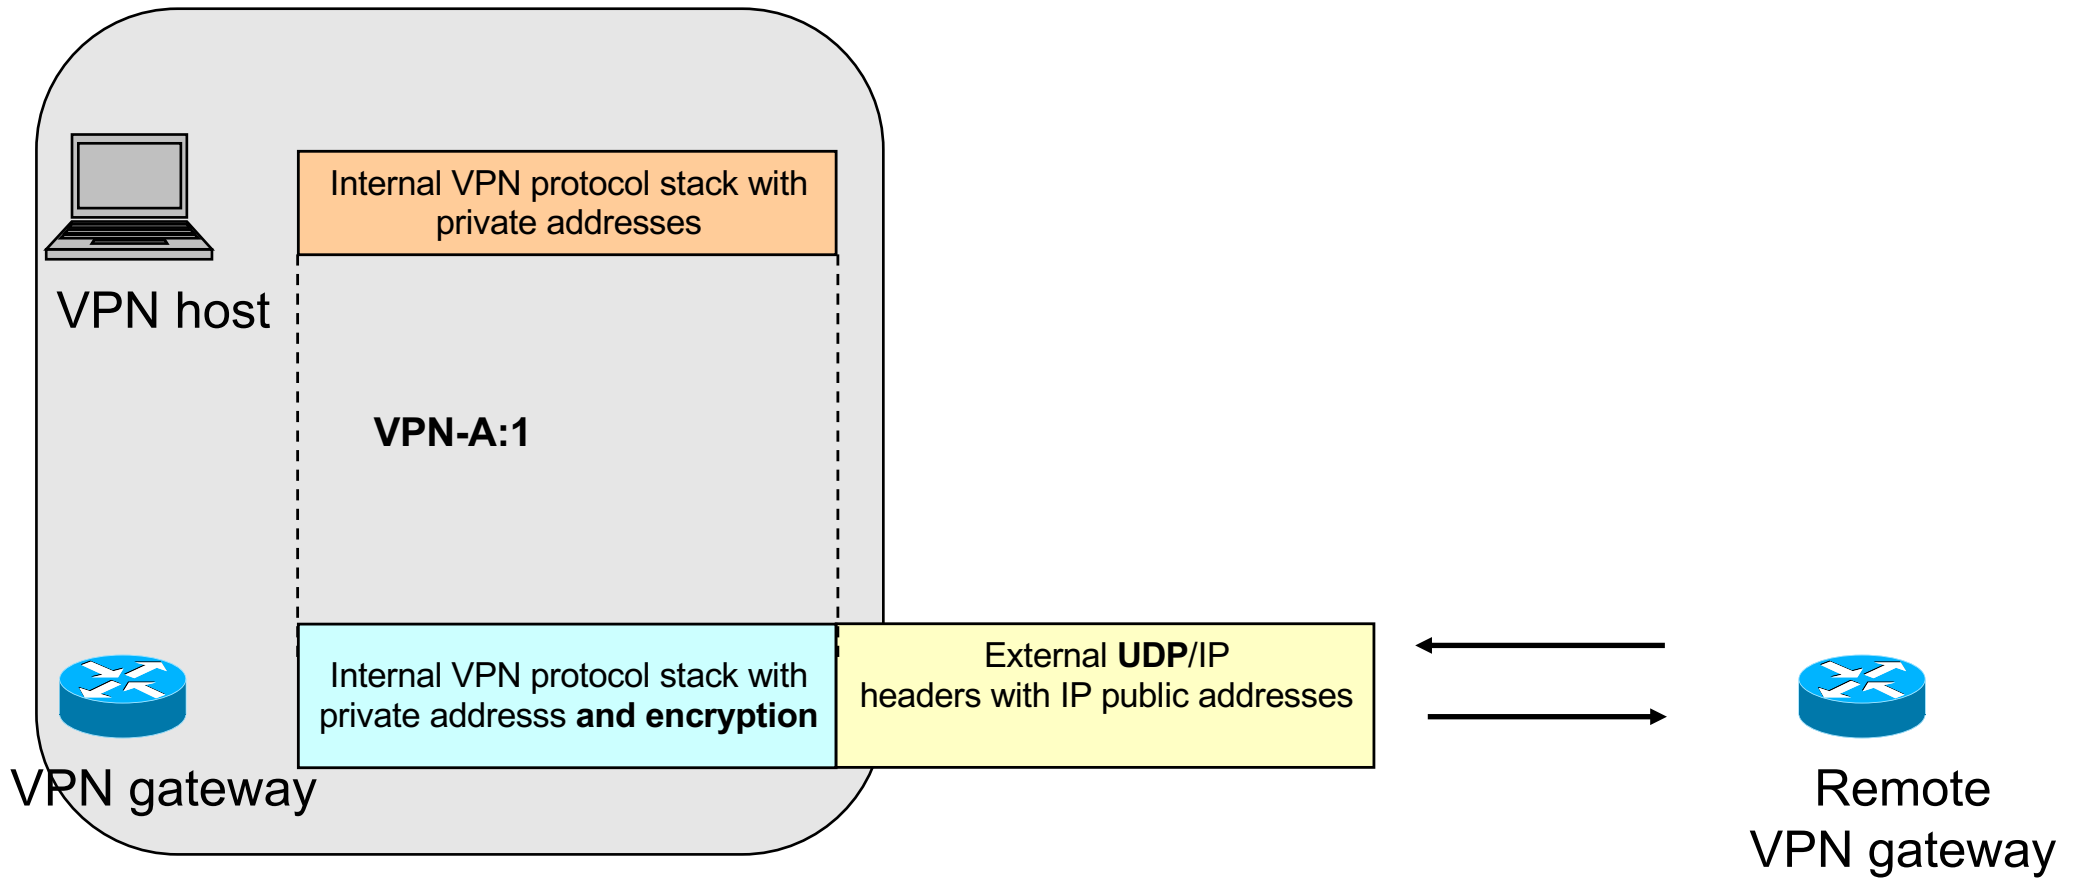 Internal VPN protocol stack with
private addresses
VPN host
VPN-A:1
Internal VPN protocol stack with
private addresss and encryption
External UDP/IP
headers with IP public addresses
VPN gateway
Remote
VPN gateway